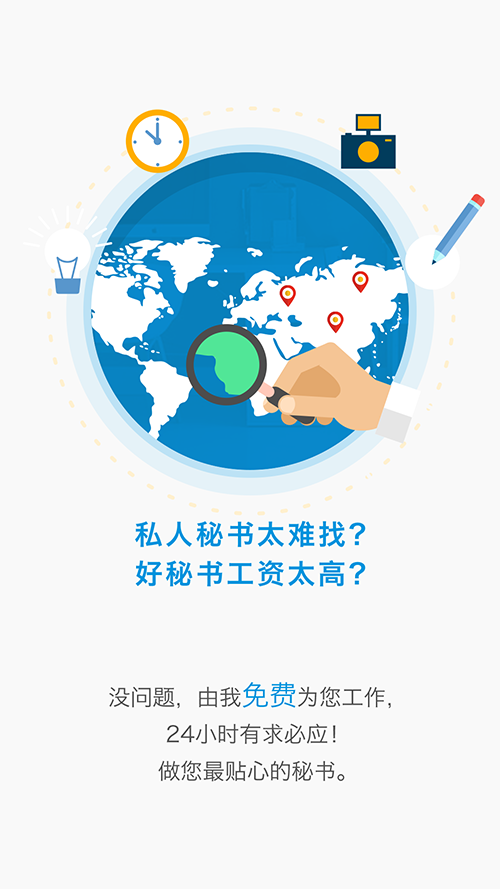 私人秘书太难找？
好秘书工资太高？
没问题，由我免费为您工作，
24小时有求必应！
做您最贴心的秘书。